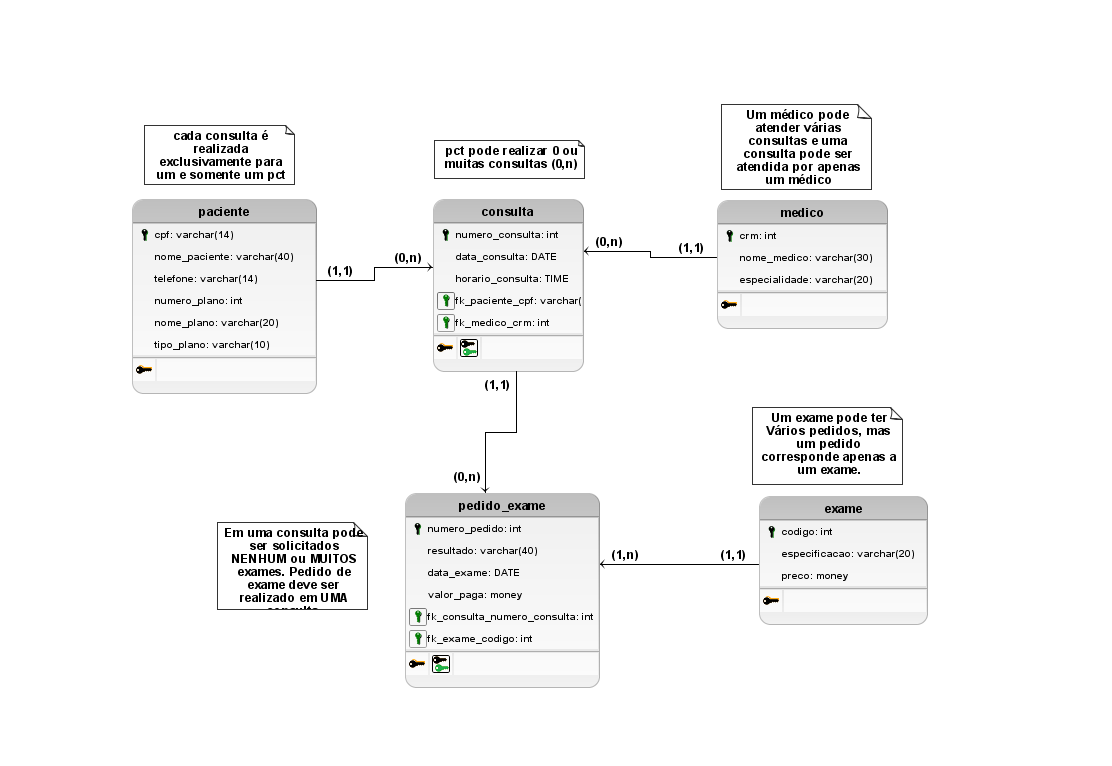 cada consulta é
realizada
exclusivamente para
um e somente um pct
pct pode realizar 0 ou
muitas consultas (0,n)
Um médico pode
atender várias
consultas e uma
consulta pode ser
atendida por apenas
um médico
paciente
cpf: varchar(14)
nome_paciente: varchar(40)
telefone: varchar(14)
numero_plano: int
nome_plano: varchar(20)
tipo_plano: varchar(10)
(1,1)
(0,n)
consulta
numero_consulta: int
data_consulta: DATE
horario_consulta: TIME
fk_paciente_cpf: varchar(
fk_medico_crm: int
(0,n)
(1,1)
medico
crm: int
nome_medico: varchar(30)
especialidade: varchar(20)
(1,1)
(0,n)
Um exame pode ter
Vários pedidos, mas
um pedido
corresponde apenas a
um exame.
Em uma consulta pode
ser solicitados
NENHUM ou MUITOS
exames. Pedido de
exame deve ser
realizado em UMA
consulta
pedido_exame
numero_pedido: int
resultado: varchar(40)
data_exame: DATE
valor_paga: money
fk_consulta_numero_consulta: int
fk_exame_codigo: int
(1,n)
(1,1)
exame
codigo: int
especificacao: varchar(20)
preco: money